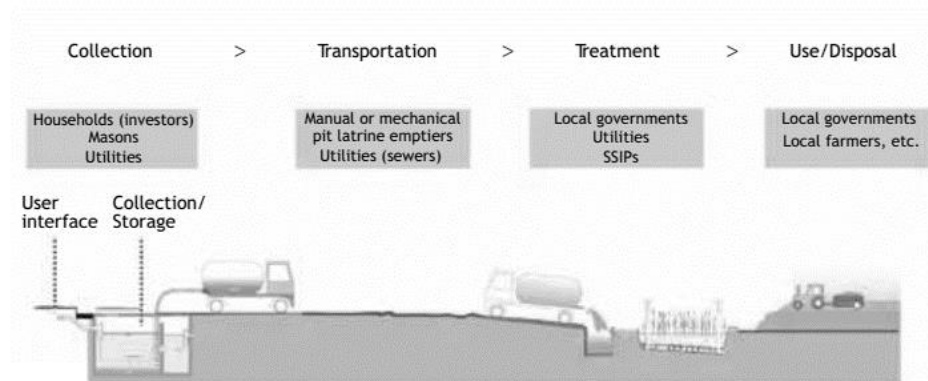 Collection > Transportation > Treatment > Use/Disposal
Households (investors)
Masons
Utilities
Manual or mechanical
pit latrine emptiers
Utilities (sewers)
Local governments
Utilities
SSIPs
Local governments
Local farmers, etc.
User
interface
Collection/
Storage